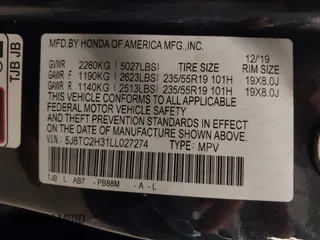 TJB JB
MFD.BY HONDA OF AMERICA MFG.,INC.
12/19
GVWR 2280KG (5027LBS) TIRE SIZE RIM SIZE
GAWR F 1190KG (2623LBS) 235/55R19 101H 19X8.0J
GAWR R 1140KG (2513LBS) 235/55R19 101H 19X8.0J
THIS VEHICLE CONFORMS TO ALL APPLICABLE
FEDERAL MOTOR VEHICLE SAFETY AND THEFT
PREVENTION STANDARDS IN EFFECT ON THE DATE
OF MANUFACTURE SHOWN ABOVE.
V.I.N.: 5J8TC2H31LL027274 TYPE: MPV
TJB L AB7 -PB88M -A-L